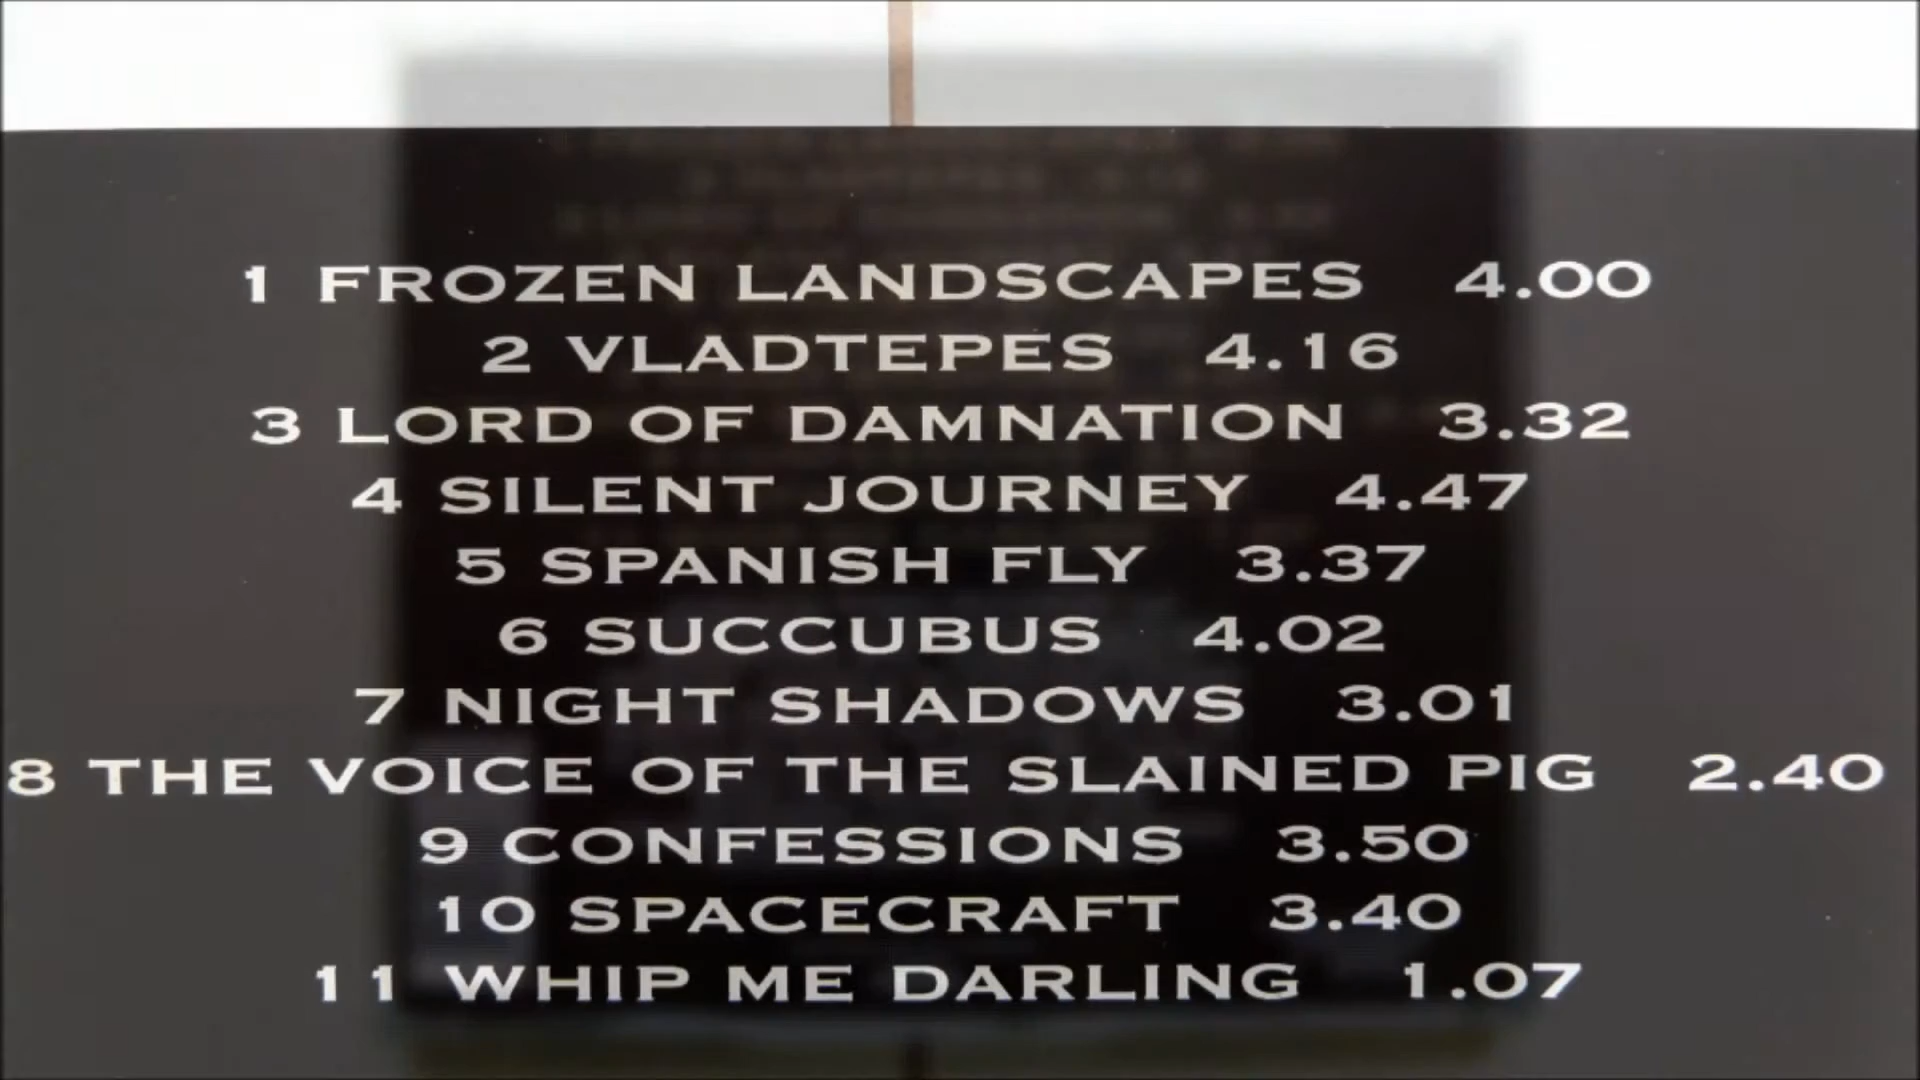 1 FROZEN LANDSCAPES 4.00
2 VLADTEPES 4.16
3 LORD OF DAMNATION 3.32
4 SILENT JOURNEY 4.47
5 SPANISH FLY 3.37
6 SUCCUBUS 4.02
7 NIGHT SHADOWS 3.01
8 THE VOICE OF THE SLAINED PIG 2.40
9 CONFESSIONS 3.50
10 SPACECRAFT 3.40
11 WHIP ME DARLING 1.07